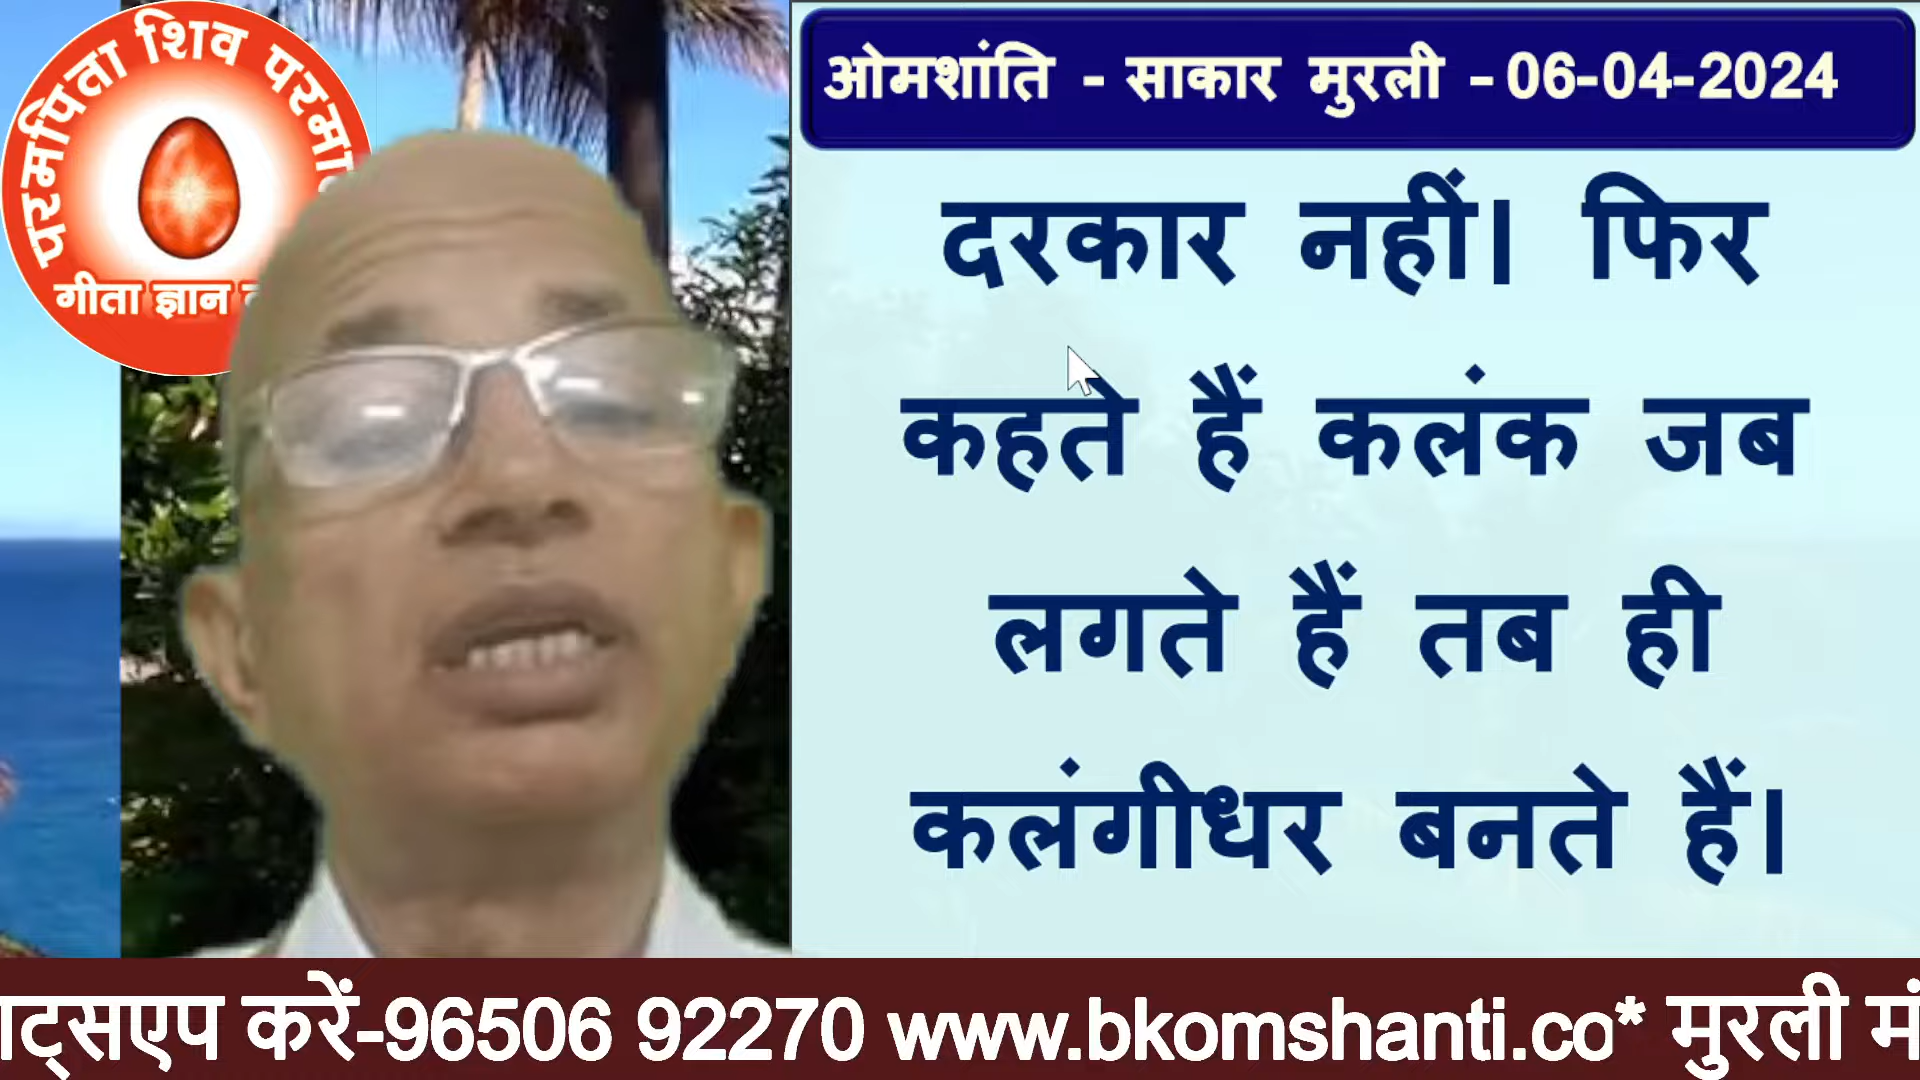 परमपिता शिव परमा
गीता ज्ञान
ओमशांति - साकार मुरली - 06-04-2024
दरकार नहीं। फिर
कहते हैं कलंक जब
लगते हैं तब ही
कलंगीधर बनते हैं।
करें-96506 92270 www.bkomshanti.co* मुरली